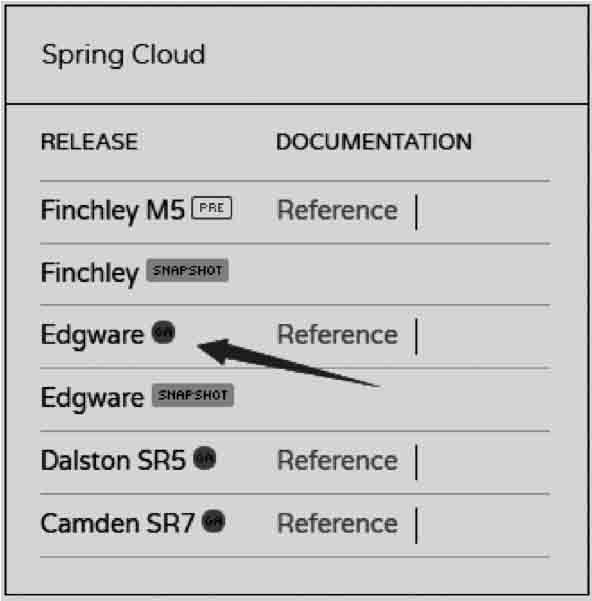 Spring Cloud
RELEASE DOCUMENTATION
Finchley M5 PRE Reference
Finchley SNAPSHOT
Edgware GA Reference
Edgware SNAPSHOT
Dalston SR5 GA Reference
Camden SR7 GA Reference